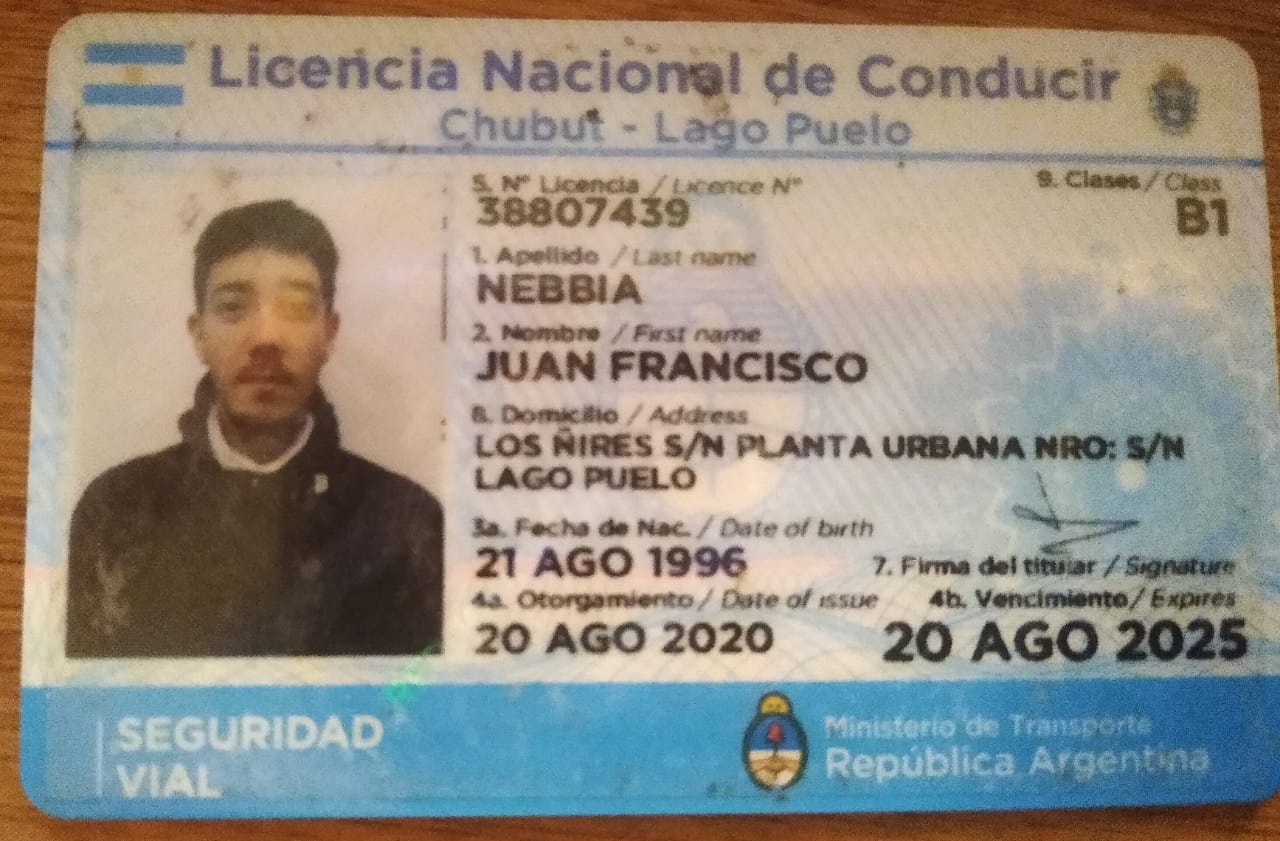 Licencia Nacional de Conducir
Chubut - Lago Puelo
5. N° Licencia / Licence N°
38807439
9. Clases / Class
B1
1. Apellido / Last name
NEBBIA
2. Nombre / First name
JUAN FRANCISCO
8. Domicilio / Address
LOS ÑIRES S/N PLANTA URBANA NRO: S/N
LAGO PUELO
3a. Fecha de Nac. / Date of birth
21 AGO 1996
7. Firma del titular / Signature
4a. Otorgamiento / Date of issue
4b. Vencimiento / Expires
20 AGO 2020
20 AGO 2025
SEGURIDAD
VIAL
Ministerio de Transporte
República Argentina